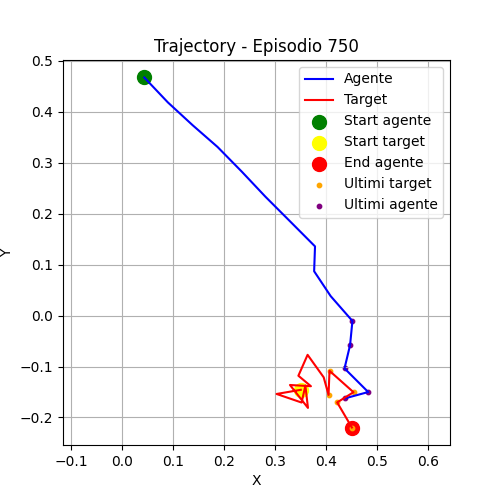 Trajectory - Episodio 750
Agente
Target
Start agente
Start target
End agente
Ultimi target
Ultimi agente
0.5
0.4
0.3
0.2
0.1
0.0
−0.1
−0.2
Y
−0.1
0.0
0.1
0.2
0.3
0.4
0.5
0.6
X